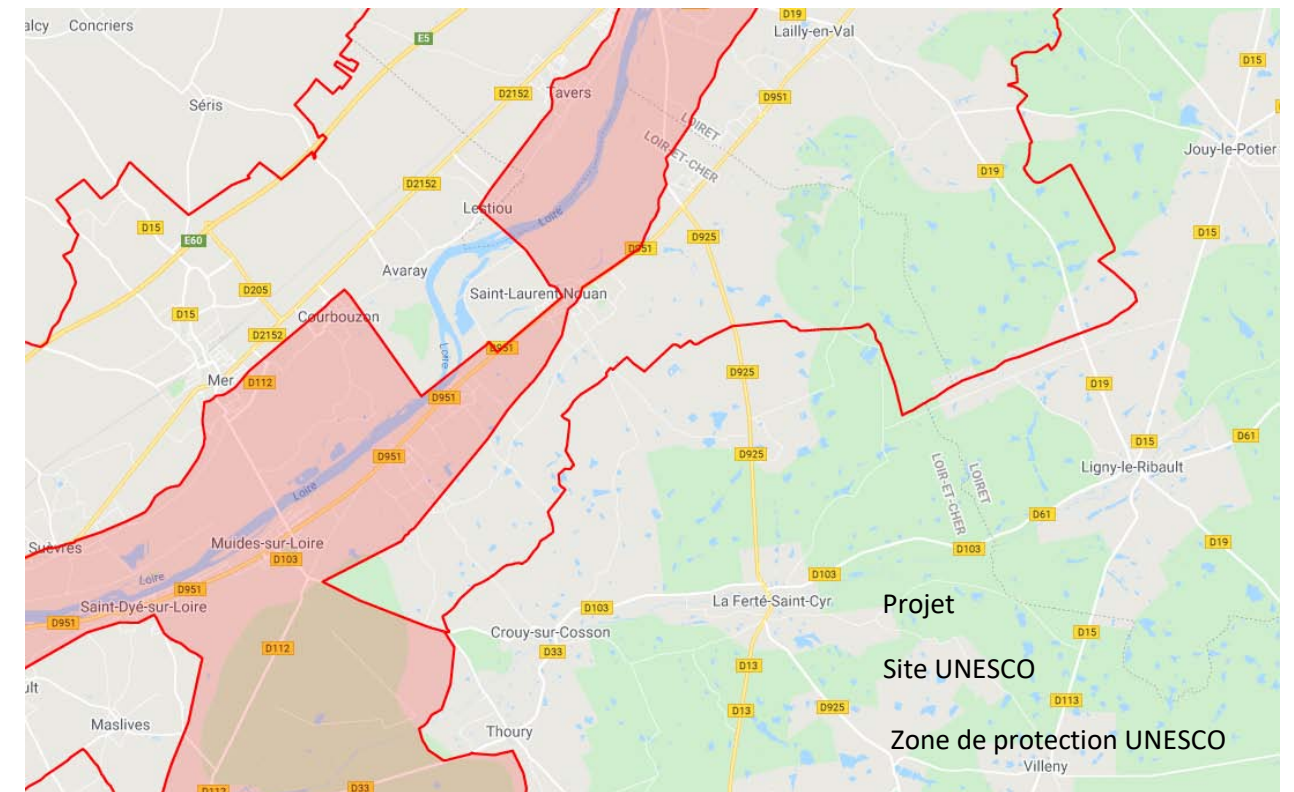 alcy
Concriers
D19
Lailly-en-Val
E5
D15
D2152
Tavers
D951
Séris
LOIRET
LOIR-ET-CHER
Jouy-le-Potier
D19
D2152
Lestiou
Loire
D15
E60
D951
D925
D15
Avaray
D205
Saint-Laurent-Nouan
D15
Courbouzon
D2152
Loire
D951
Mer
D112
D925
D19
D951
D951
D925
D15
D61
LOIR-ET-CHER
LOIRET
Ligny-le-Ribault
Loire
D61
Suèvres
Muides-sur-Loire
D103
D19
D103
Loire
D951
D103
Saint-Dyé-sur-Loire
D103
La Ferté-Saint-Cyr
Projet
D951
Crouy-sur-Cosson
D15
D112
D33
D13
Site UNESCO
ult
D113
Maslives
D13
D925
Thoury
Zone de protection UNESCO
Villeny
D112
D33